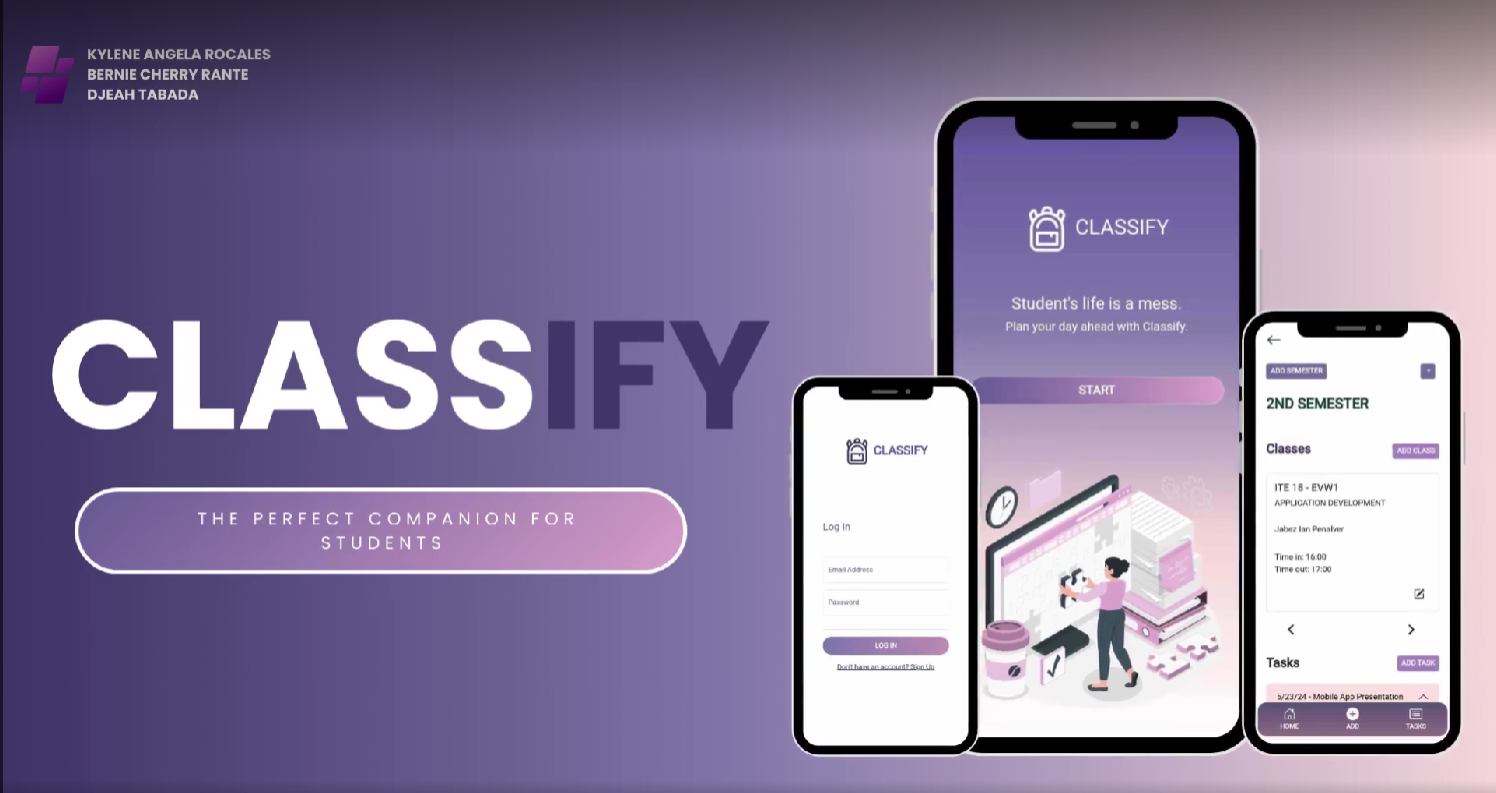 KYLENE ANGELA ROCALES
BERNIE CHERRY RANTE
DJEAH TABADA
CLASSIFY
THE PERFECT COMPANION FOR
STUDENTS
CLASSIFY
Log In
Email Address
Password
LOG IN
Don't have an account? Sign Up
CLASSIFY
Student's life is a mess.
Plan your day ahead with Classify.
START
ADD SEMESTER
2ND SEMESTER
Classes
ADD CLASS
ITE 18 - EVW1
APPLICATION DEVELOPMENT
Jabez Ian Penalver
Time in: 16:00
Time out: 17:00
Tasks
ADD TASK
5/23/24 - Mobile App Presentation
HOME
ADD
TASKS